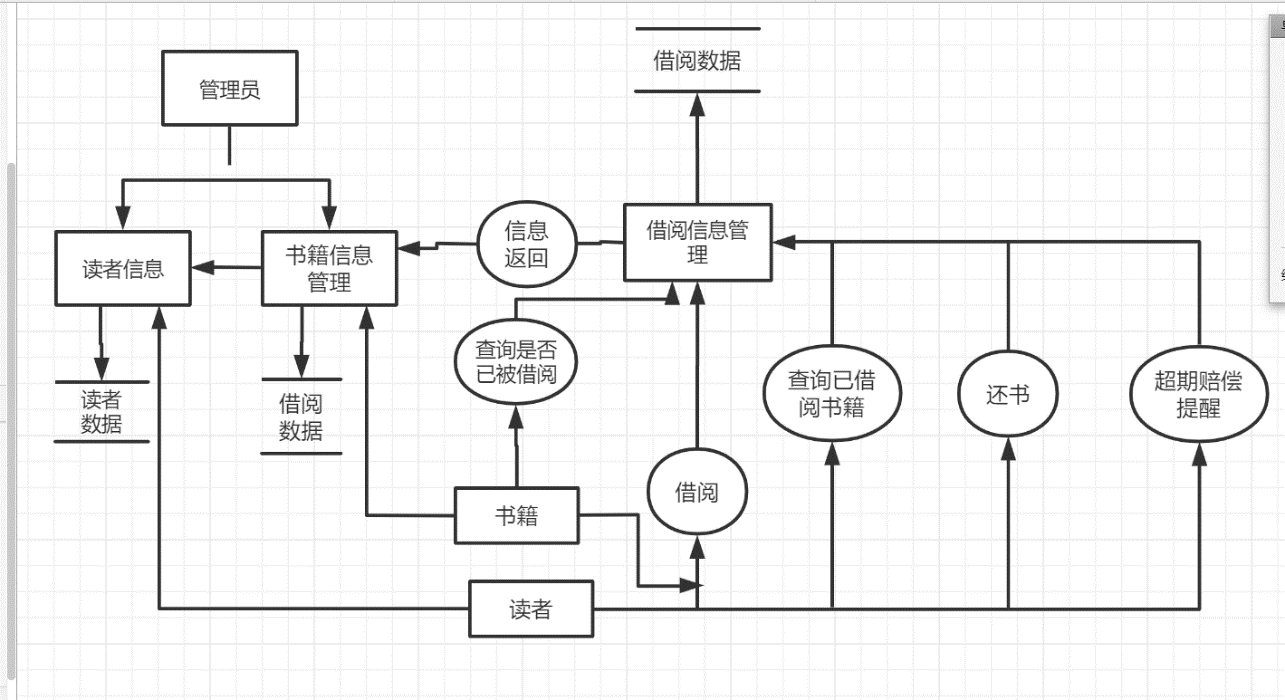 借阅数据
管理员
读者信息
书籍信息
管理
信息
返回
借阅信息管
理
查询是否
已被借阅
查询已借
阅书籍
还书
超期赔偿
提醒
读者
数据
借阅
数据
借阅
书籍
读者